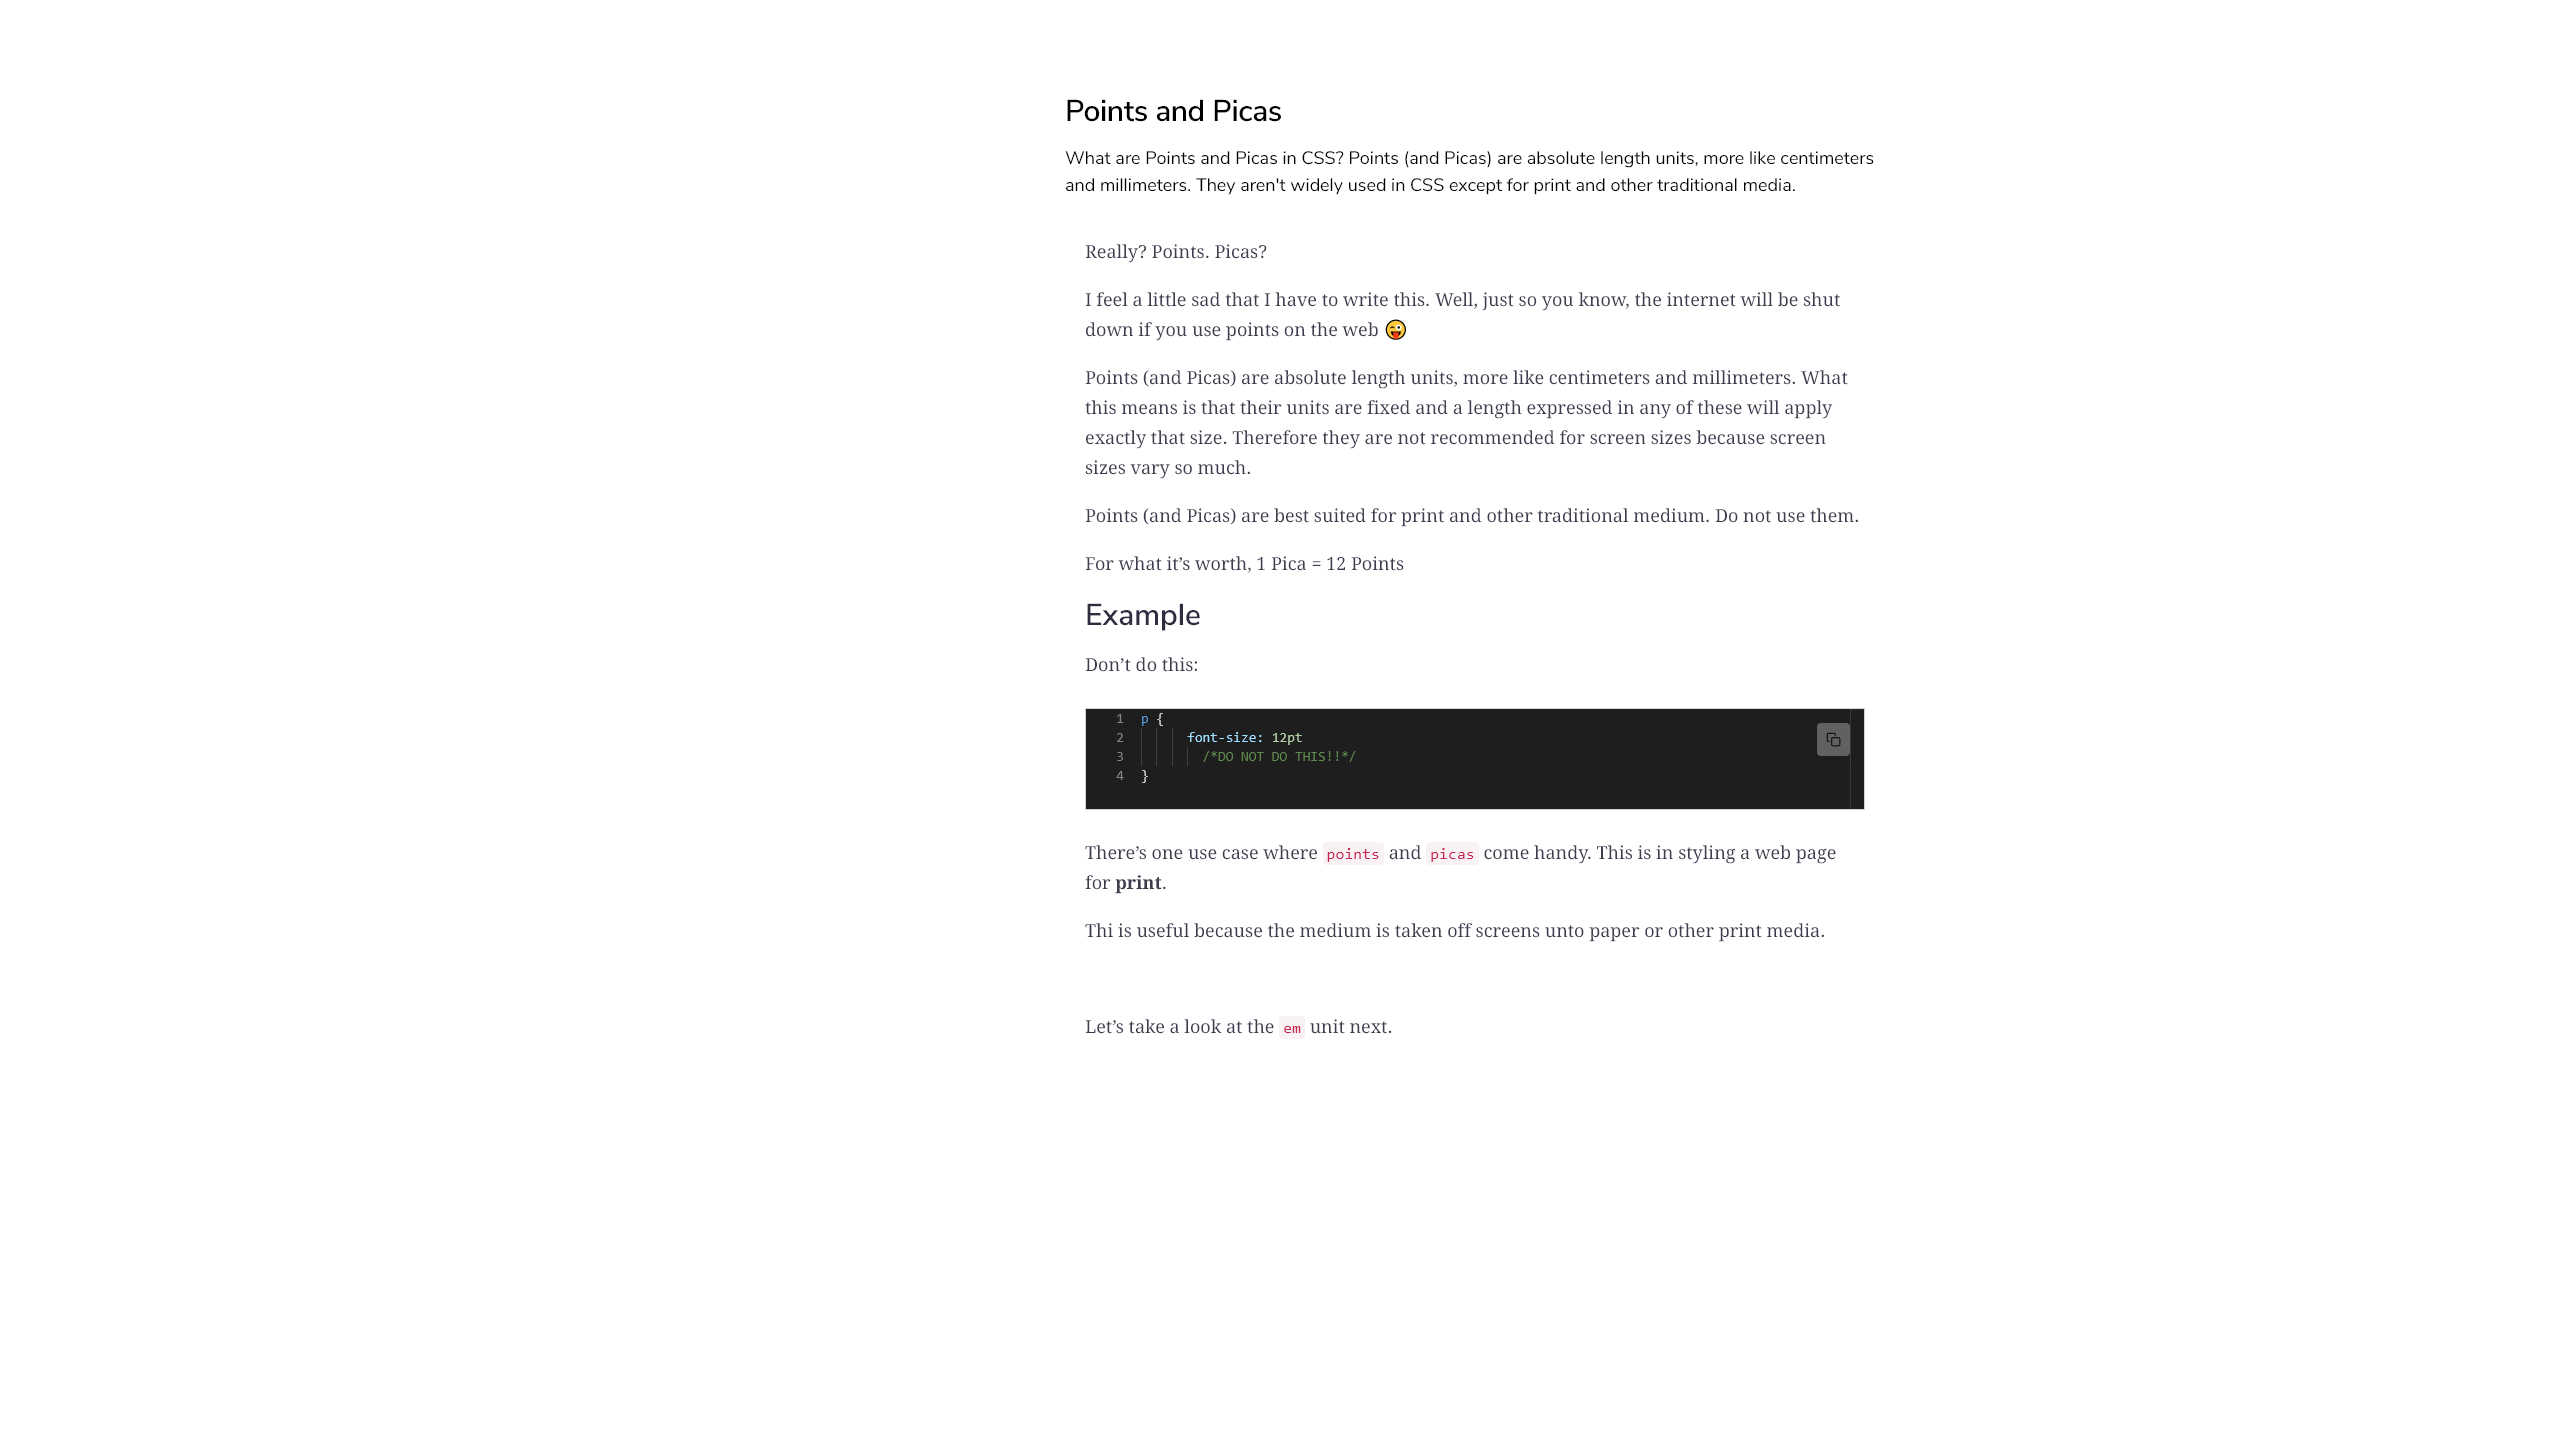 Points and Picas
What are Points and Picas in CSS? Points (and Picas) are absolute length units, more like centimeters
and millimeters. They aren't widely used in CSS except for print and other traditional media.
Really? Points. Picas?
I feel a little sad that I have to write this. Well, just so you know, the internet will be shut
down if you use points on the web 😜
Points (and Picas) are absolute length units, more like centimeters and millimeters. What
this means is that their units are fixed and a length expressed in any of these will apply
exactly that size. Therefore they are not recommended for screen sizes because screen
sizes vary so much.
Points (and Picas) are best suited for print and other traditional medium. Do not use them.
For what it’s worth, 1 Pica = 12 Points
Example
Don’t do this:
1 p {
2 font-size: 12pt
3 /*DO NOT DO THIS!!*/
4 }
There’s one use case where points and picas come handy. This is in styling a web page
for print.
Thi is useful because the medium is taken off screens unto paper or other print media.
Let’s take a look at the em unit next.